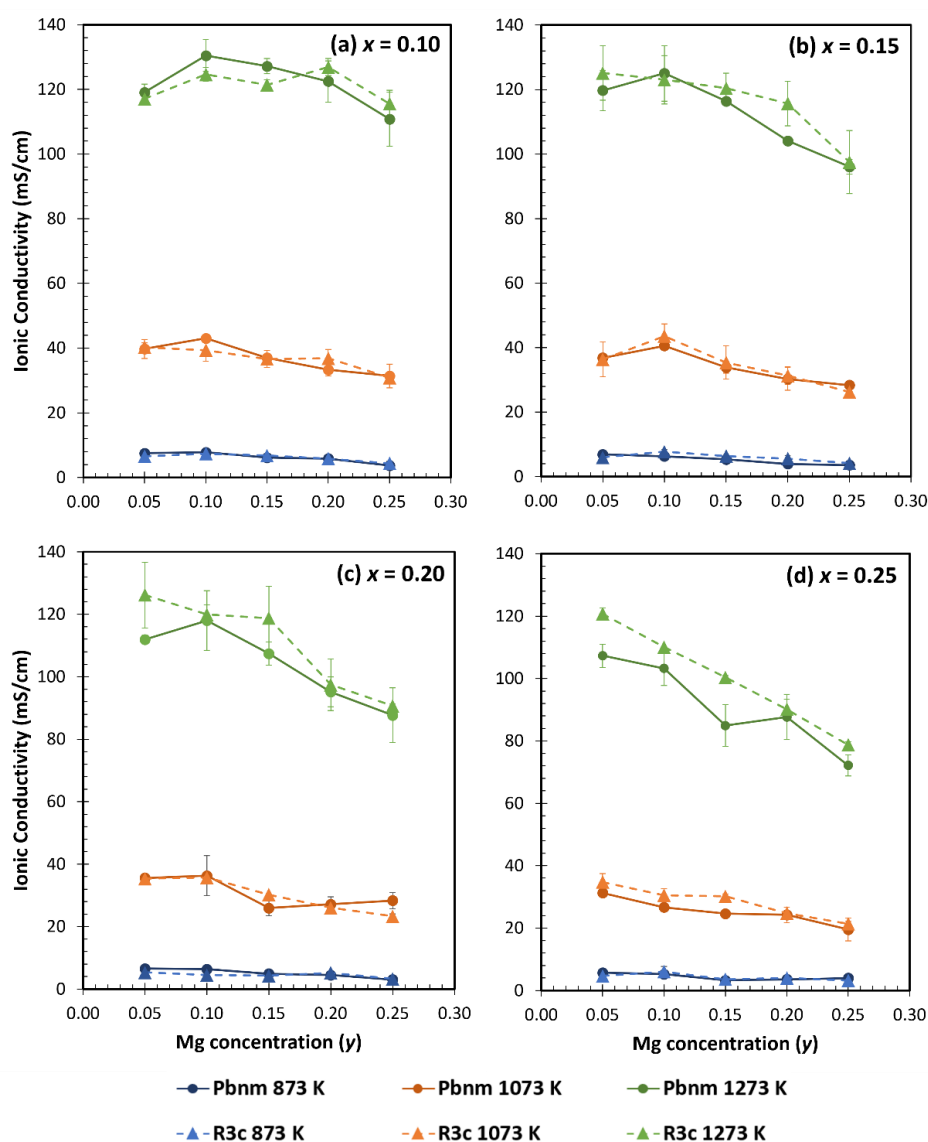 (a) x = 0.10
Ionic Conductivity (mS/cm)
140
120
100
80
60
40
20
0
0.00 0.05 0.10 0.15 0.20 0.25 0.30
(b) x = 0.15
140
120
100
80
60
40
20
0
0.00 0.05 0.10 0.15 0.20 0.25 0.30
(c) x = 0.20
Ionic Conductivity (mS/cm)
140
120
100
80
60
40
20
0
0.00 0.05 0.10 0.15 0.20 0.25 0.30
Mg concentration (y)
(d) x = 0.25
140
120
100
80
60
40
20
0
0.00 0.05 0.10 0.15 0.20 0.25 0.30
Mg concentration (y)
Pbnm 873 K Pbnm 1073 K Pbnm 1273 K
R3c 873 K R3c 1073 K R3c 1273 K